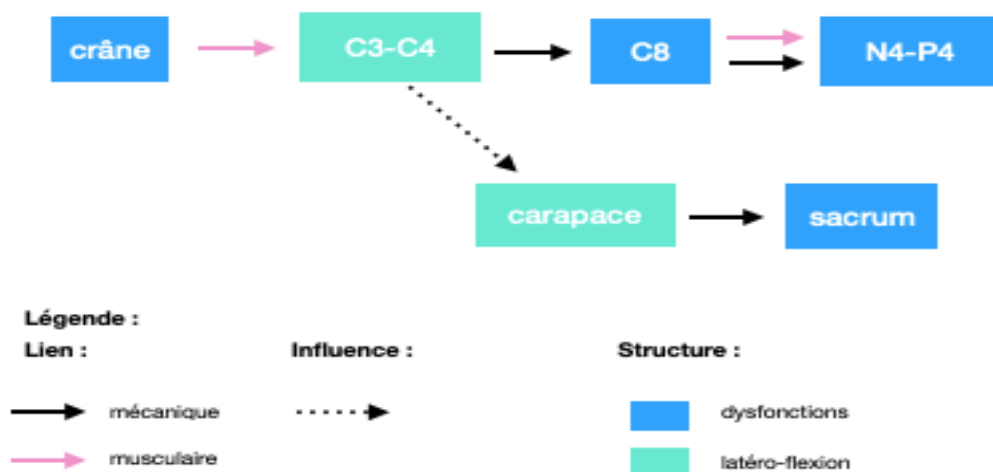 crâne
C3-C4
C8
N4-P4
carapace
sacrum
Légende :
Lien :
Influence :
Structure :
mécanique
dysfonctions
musculaire
latéro-flexion